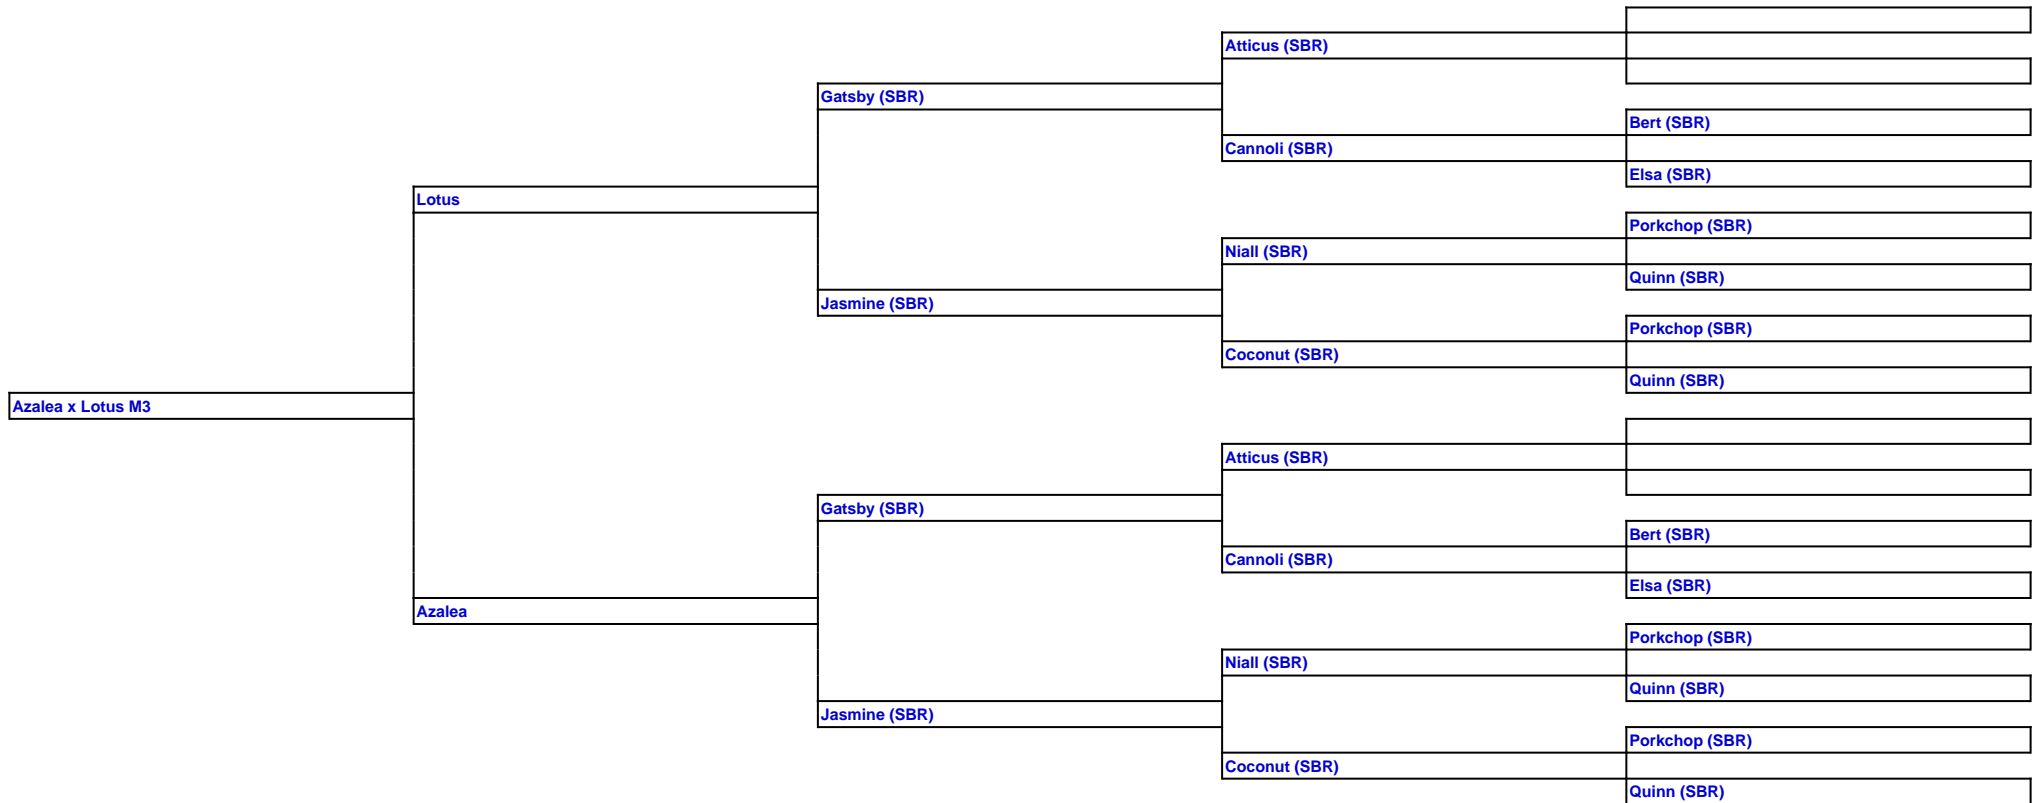 Atticus (SBR)
Gatsby (SBR)
Bert (SBR)
Cannoli (SBR)
Elsa (SBR)
Lotus
Porkchop (SBR)
Niall (SBR)
Quinn (SBR)
Jasmine (SBR)
Porkchop (SBR)
Coconut (SBR)
Quinn (SBR)
Azalea x Lotus M3
Atticus (SBR)
Gatsby (SBR)
Bert (SBR)
Cannoli (SBR)
Elsa (SBR)
Azalea
Porkchop (SBR)
Niall (SBR)
Quinn (SBR)
Jasmine (SBR)
Porkchop (SBR)
Coconut (SBR)
Quinn (SBR)